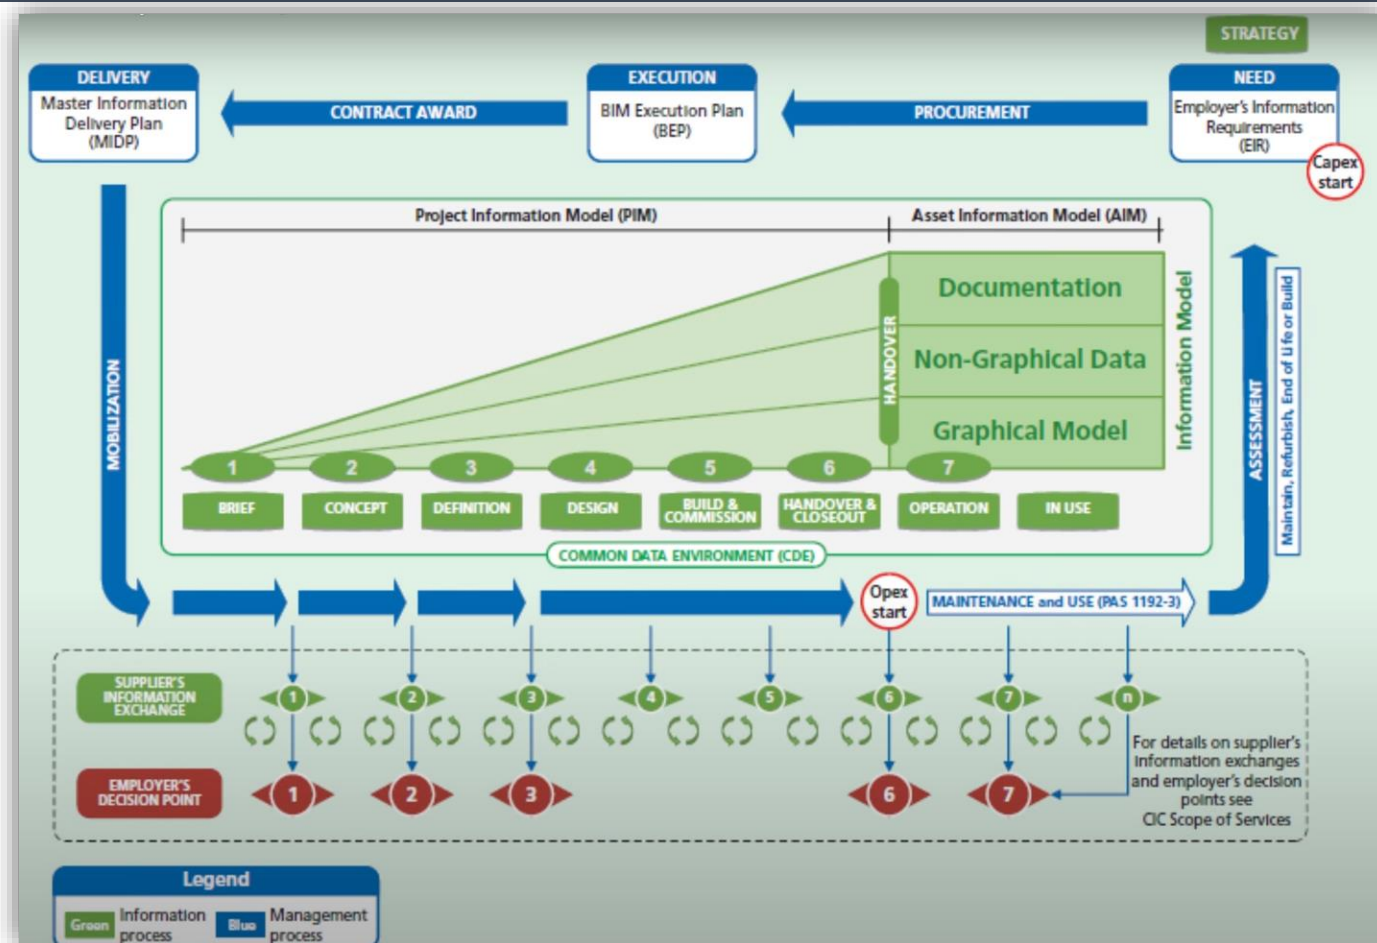 STRATEGY
DELIVERY
Master Information
Delivery Plan
(MIDP)
CONTRACT AWARD
EXECUTION
BIM Execution Plan
(BEP)
PROCUREMENT
NEED
Employer's Information
Requirements
(EIR)
Capex
start
Project Information Model (PIM)
Asset Information Model (AIM)
MOBILIZATION
HANDOVER
Documentation
Non-Graphical Data
Graphical Model
Information Model
ASSESSMENT
Maintain, Refurbish, End of Life or Build
1
2
3
4
5
6
7
BRIEF
CONCEPT
DEFINITION
DESIGN
BUILD &
COMMISSION
HANDOVER &
CLOSEOUT
OPERATION
IN USE
COMMON DATA ENVIRONMENT (CDE)
Opex
start
MAINTENANCE and USE (PAS 1192-3)
SUPPLIER'S
INFORMATION
EXCHANGE
1
2
3
4
5
6
7
n
EMPLOYER'S
DECISION POINT
1
2
3
6
7
For details on supplier's
information exchanges
and employer's decision
points see
CIC Scope of Services
Legend
Green
Information
process
Blue
Management
process